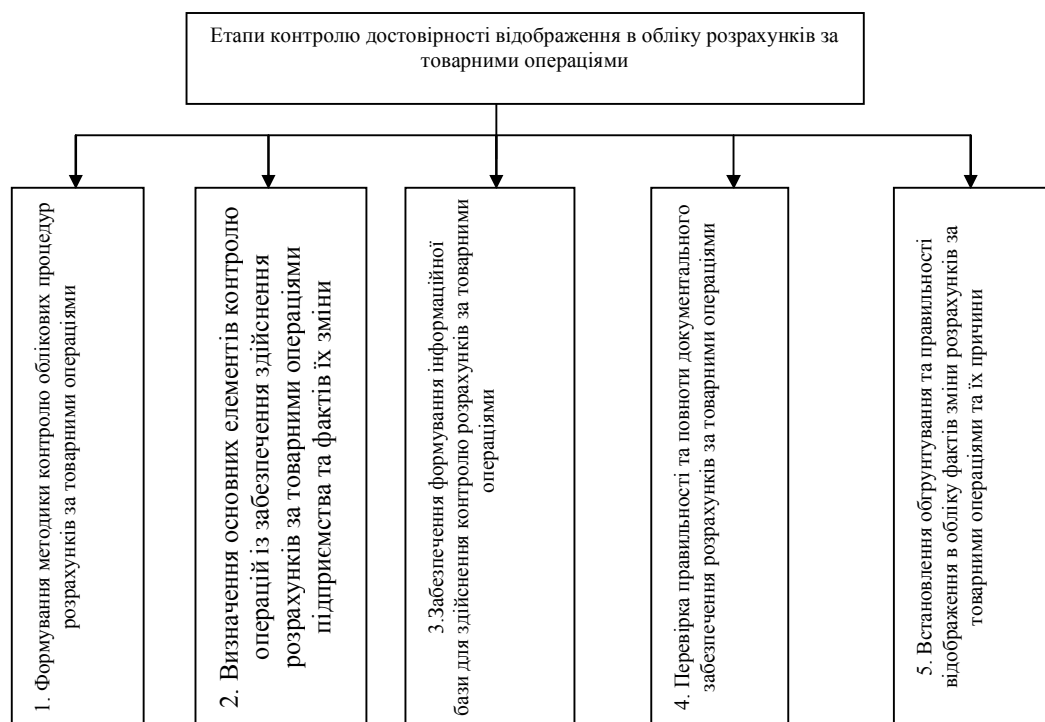 Етапи контролю достовірності відображення в обліку розрахунків за
товарними операціями
1. Формування методики контролю облікових процедур
розрахунків за товарними операціями
2. Визначення основних елементів контролю
операцій із забезпечення здійснення
розрахунків за товарними операціями
підприємства та фактів їх зміни
3.Забезпечення формування інформаційної
бази для здійснення контролю розрахунків за товарними
операціями
4. Перевірка правильності та повноти документального
забезпечення розрахунків за товарними операціями
5. Встановлення обгрунтування та правильності
відображення в обліку фактів зміни розрахунків за
товарними операціями та їх причини